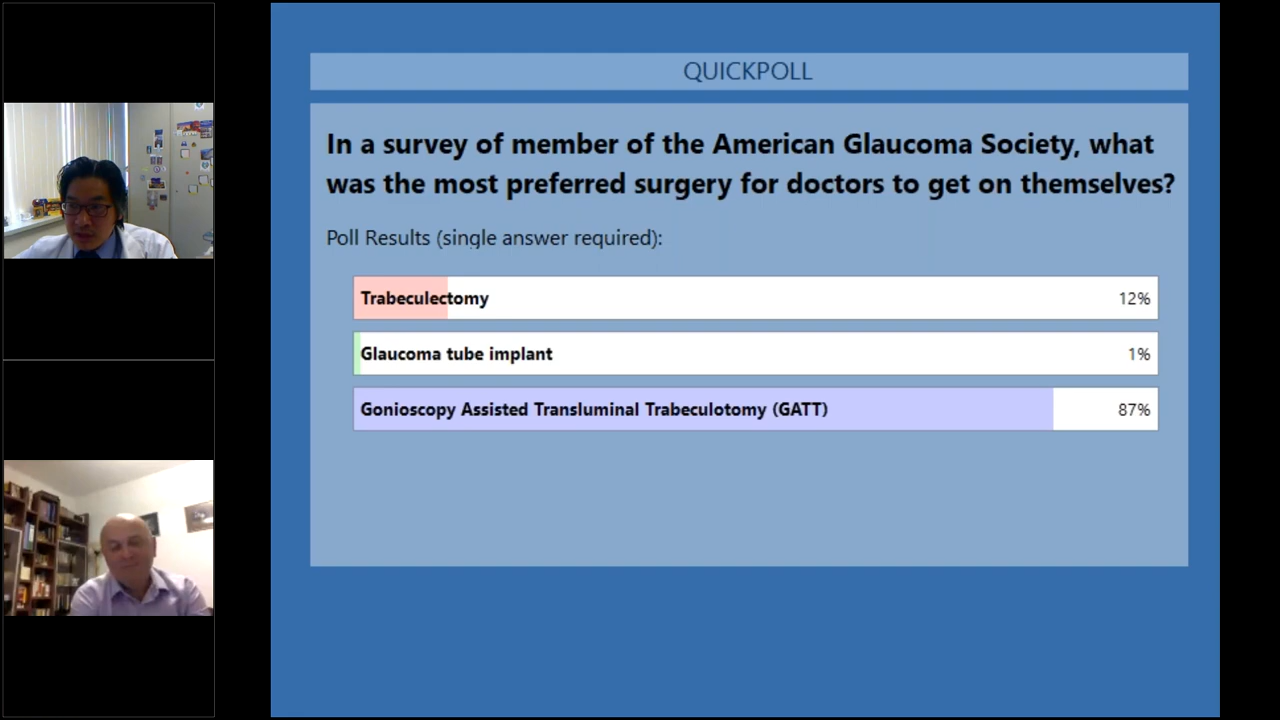 QUICKPOLL
In a survey of member of the American Glaucoma Society, what
was the most preferred surgery for doctors to get on themselves?
Poll Results (single answer required):
Trabeculectomy 12%
Glaucoma tube implant 1%
Gonioscopy Assisted Transluminal Trabeculotomy (GATT) 87%